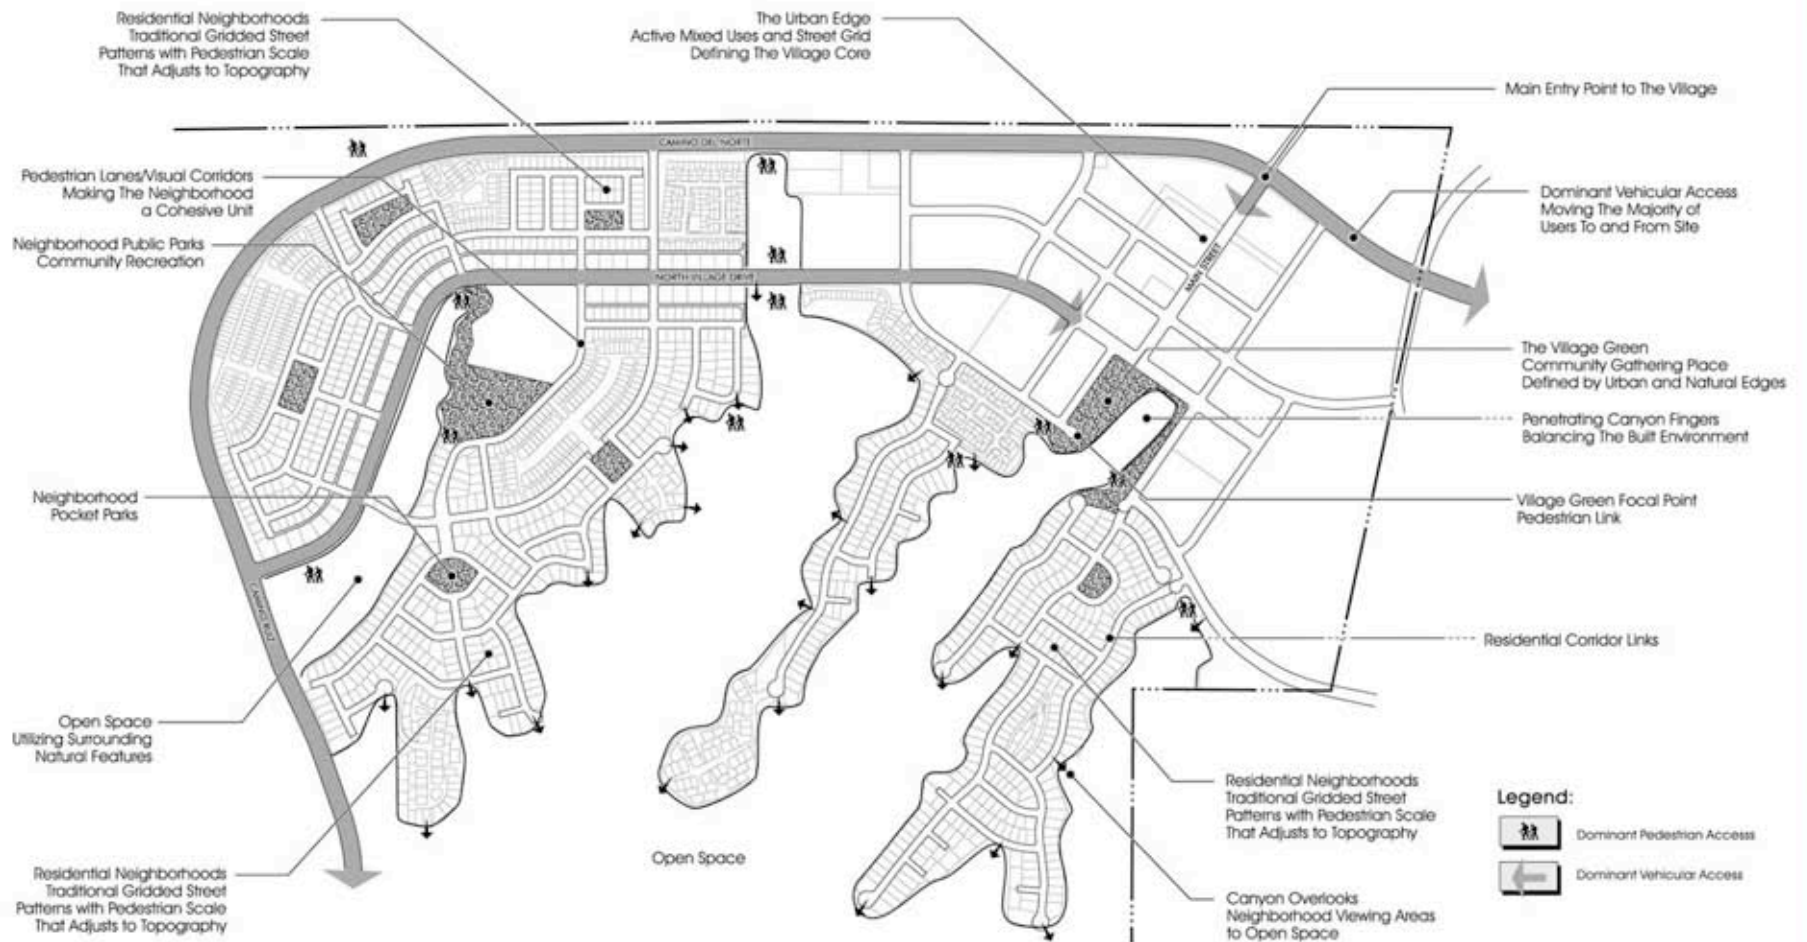 Residential Neighborhoods
Traditional Gridded Street
Patterns with Pedestrian Scale
That Adjusts to Topography
The Urban Edge
Active Mixed Uses and Street Grid
Defining The Village Core
Main Entry Point to The Village
CAMINO DEL NORTE
Pedestrian Lanes/Visual Corridors
Making The Neighborhood
a Cohesive Unit
Dominant Vehicular Access
Moving The Majority of
Users To and From Site
Neighborhood Public Parks
Community Recreation
MAIN STREET
NORTH VILLAGE DRIVE
The Village Green
Community Gathering Place
Defined by Urban and Natural Edges
Penetrating Canyon Fingers
Balancing The Built Environment
Neighborhood
Pocket Parks
Village Green Focal Point
Pedestrian Link
CAMINO RUIZ
Residential Corridor Links
Open Space
Utilizing Surrounding
Natural Features
Residential Neighborhoods
Traditional Gridded Street
Patterns with Pedestrian Scale
That Adjusts to Topography
Legend:
Dominant Pedestrian Accesss
Dominant Vehicular Access
Open Space
Residential Neighborhoods
Traditional Gridded Street
Patterns with Pedestrian Scale
That Adjusts to Topography
Canyon Overlooks
Neighborhood Viewing Areas
to Open Space